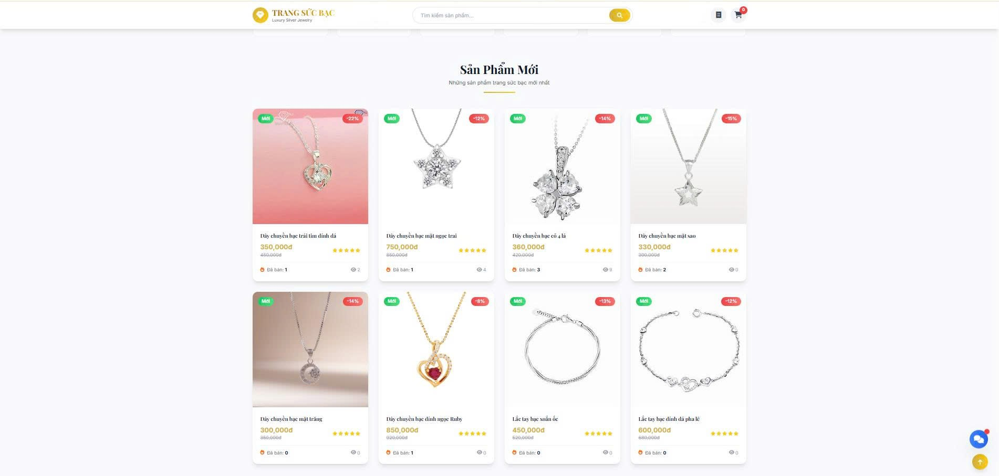 TRANG SỨC BẠC
Luxury Silver Jewelry
Tìm kiếm sản phẩm...
0
Sản Phẩm Mới
Những sản phẩm trang sức bạc mới nhất
Mới
-22%
Dây chuyền bạc trái tim đính đá
350,000đ
450,000đ
Đã bán: 1
2
Mới
-12%
Dây chuyền bạc mặt ngọc trai
750,000đ
850,000đ
Đã bán: 1
4
Mới
-14%
Dây chuyền bạc cỏ 4 lá
360,000đ
420,000đ
Đã bán: 3
9
Mới
-15%
Dây chuyền bạc mặt sao
330,000đ
390,000đ
Đã bán: 2
0
Mới
-14%
Dây chuyền bạc mặt trăng
300,000đ
350,000đ
Đã bán: 0
0
Mới
-8%
Dây chuyền bạc đính ngọc Ruby
850,000đ
920,000đ
Đã bán: 1
0
Mới
-13%
Lắc tay bạc xoắn ốc
450,000đ
520,000đ
Đã bán: 0
0
Mới
-12%
Lắc tay bạc đính đá pha lê
600,000đ
680,000đ
Đã bán: 0
0